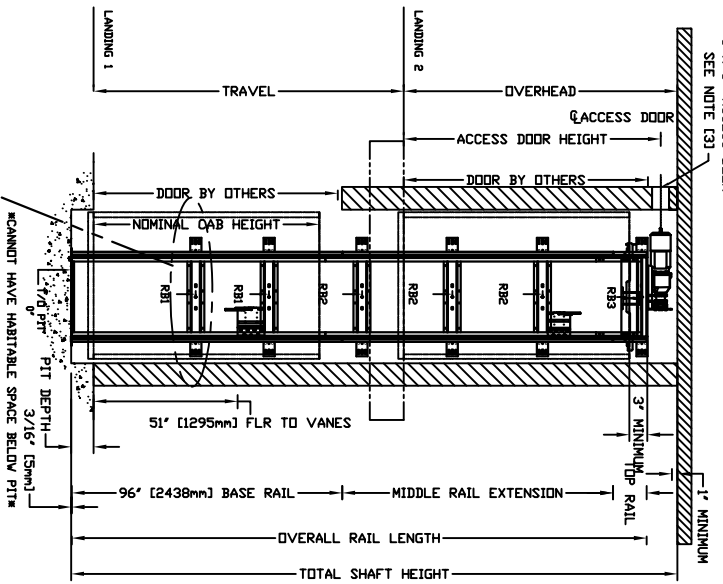 SEE NOTE [3]
LANDING 2
LANDING 1
TRAVEL
OVERHEAD
℄ACCESS DOOR
ACCESS DOOR HEIGHT
DOOR BY OTHERS
DOOR BY OTHERS
NOMINAL CAB HEIGHT
RB1
RB1
RB2
RB2
RB2
RB3
T/O PIT
0"
PIT DEPTH
3/16" [5mm]
*CANNOT HAVE HABITABLE SPACE BELOW PIT*
51" [1295mm] FLR TO VANES
3" MINIMUM
TOP RAIL
1" MINIMUM
96" [2438mm] BASE RAIL
MIDDLE RAIL EXTENSION
OVERALL RAIL LENGTH
TOTAL SHAFT HEIGHT